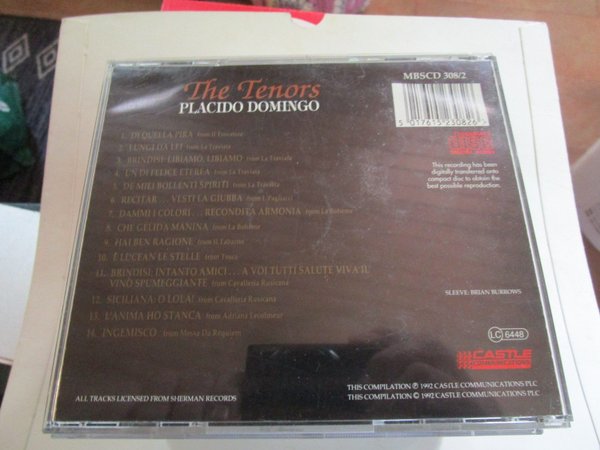 The Tenors
PLACIDO DOMINGO
MBSCD 308/2
1. DI QUELLA PIRA from Il Trovatore
2. LUNGI DA LEI from La Traviata
3. BRINDISI: LIBIAMO, LIBIAMO from La Traviata
4. UN DI FELICE ETEREA from La Traviata
5. DE MIEI BOLLENTI SPIRITI from La Traviata
6. RECITAR... VESTI LA GIUBBA from I Pagliacci
7. DAMMI I COLORI... RECONDITA ARMONIA from La Boheme
8. CHE GELIDA MANINA from La Boheme
9. HAI BEN RAGIONE from Il Tabarro
10. E LUCEAN LE STELLE from Tosca
11. BRINDISI, INTANTO AMICI... A VOI TUTTI SALUTE VIVA IL
VINO SPUMEGGIANTE from Cavalleria Rusicana
12. SICILIANA: O LOLA! from Cavalleria Rusicana
13. L'ANIMA HO STANCA from Adriana Lecouvreur
14. INGEMISCO from Messa Da Requiem
5 017615 230826
This recording has been
digitally transferred onto
compact disc to obtain the
best possible reproduction.
SLEEVE: BRIAN BURROWS
LC 6448
CASTLE
COMMUNICATIONS
ALL TRACKS LICENSED FROM SHERMAN RECORDS
THIS COMPILATION ℗ 1992 CASTLE COMMUNICATIONS PLC
THIS COMPILATION © 1992 CASTLE COMMUNICATIONS PLC